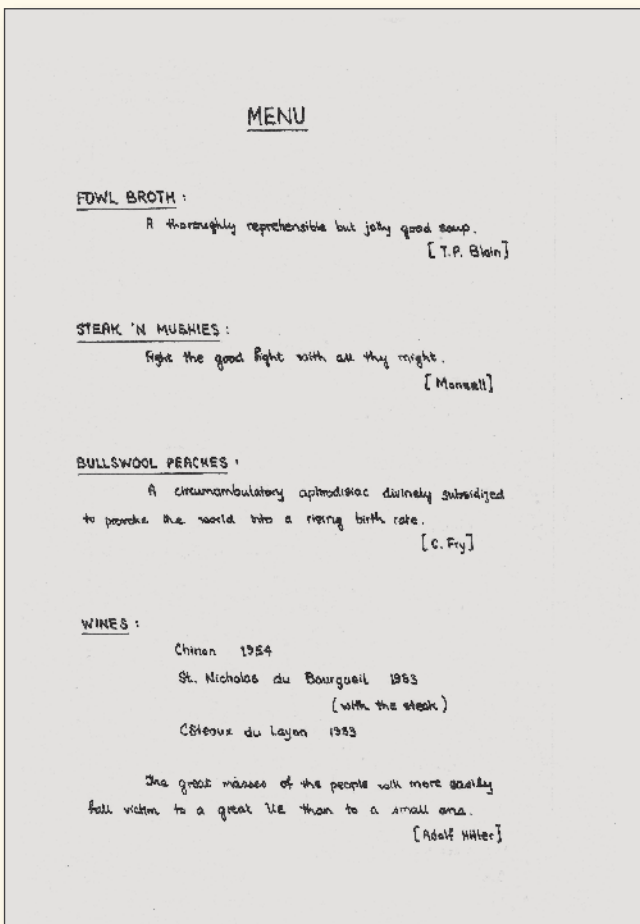 MENU
FOWL BROTH :
A thoroughly reprehensible but jolly good soup.
[T.P. Blain]
STEAK 'N MUSHIES :
Fight the good fight with all thy might.
[Monsell]
BULLSWOOL PEACHES :
A circumambulatory aphrodisiac divinely subsidized
to provoke the world into a rising birth rate.
[C. Fry]
WINES :
Chinon
St. Nicholas du Bourgueil
(with the steak)
Côteaux du Layon
The great masses of the people will more easily
fall victim to a great lie than to a small one.
[Adolf Hitler]